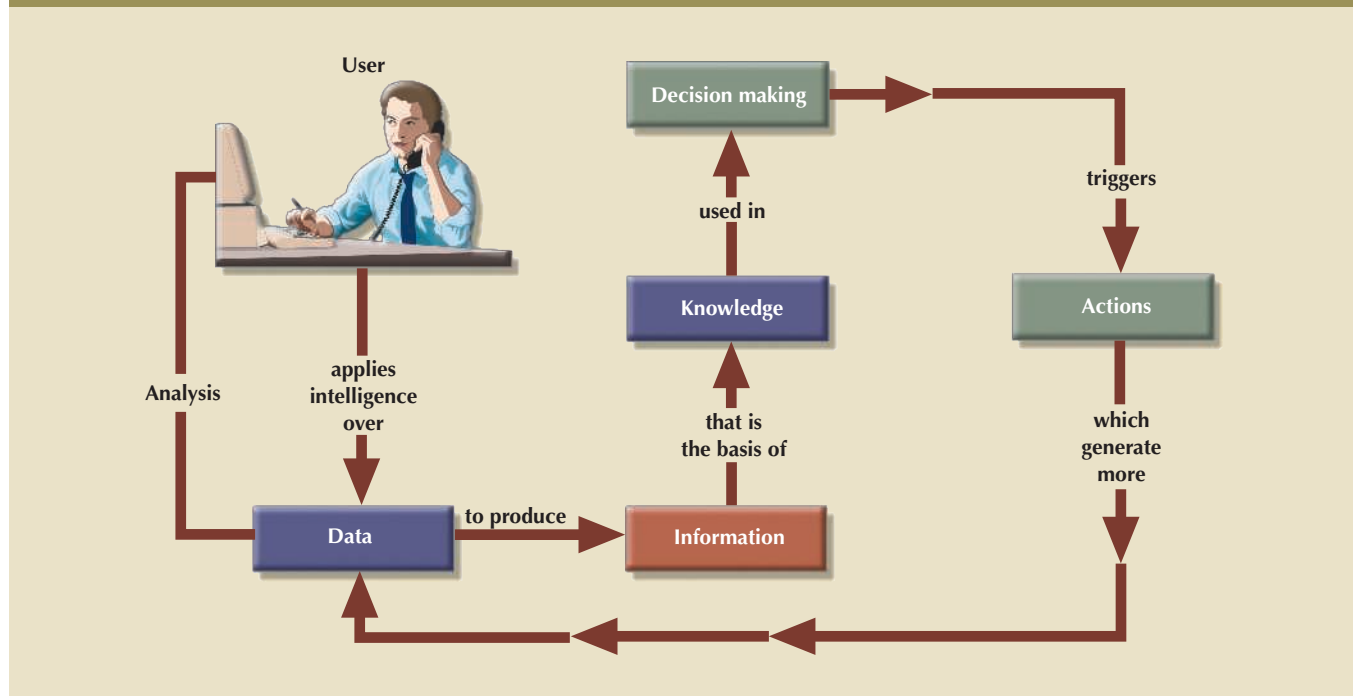 User
Analysis
applies
intelligence
over
Data
to produce
Information
that is
the basis of
Knowledge
used in
Decision making
triggers
Actions
which
generate
more